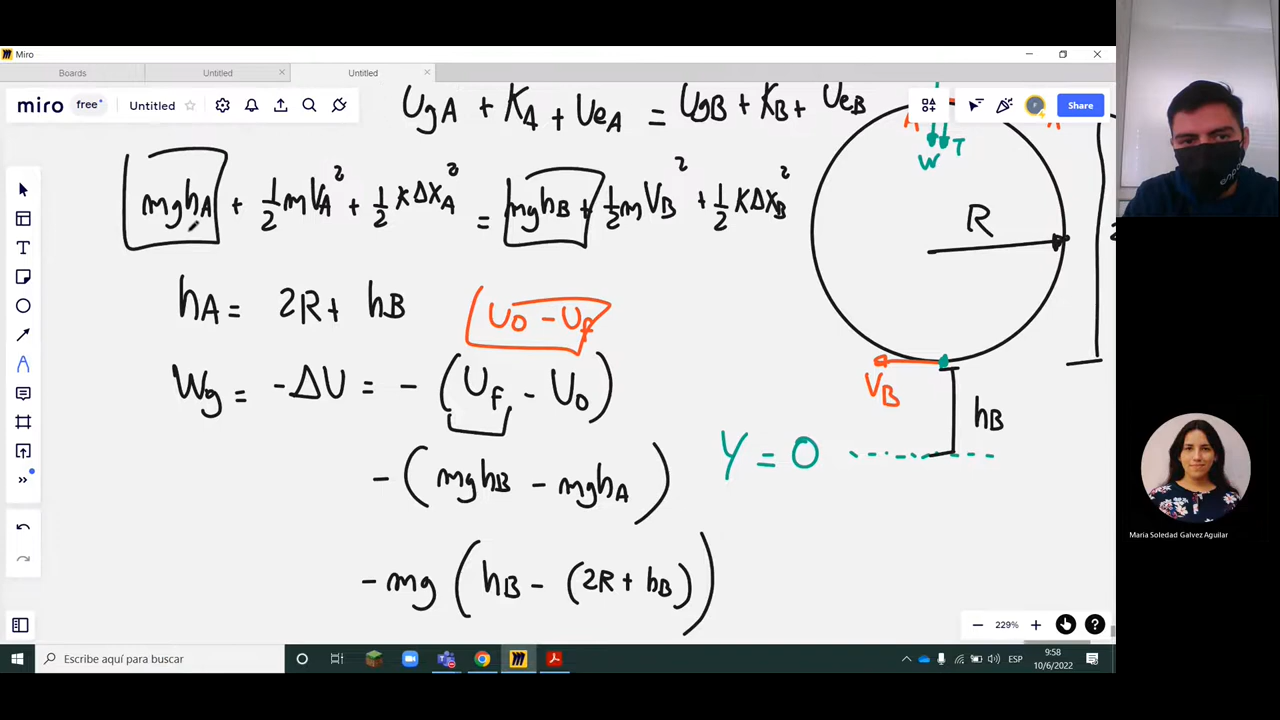 Miro
Boards
Untitled
Untitled
miro
free
Untitled
Share
UgA + KA + UeA = UgB + KB + UeB
W T
mghA + 1/2 mVA² + 1/2 KΔXA² = mghB + 1/2 mVB² + 1/2 KΔXB²
R
hA = 2R + hB
U0 - Uf
Wg = -ΔU = - (Uf - U0)
VB
hB
Y = 0
- (mghB - mghA)
- mg (hB - (2R + hB))
Maria Soledad Galvez Aguilar
229%
Escribe aquí para buscar
ESP
9:58
10/6/2022